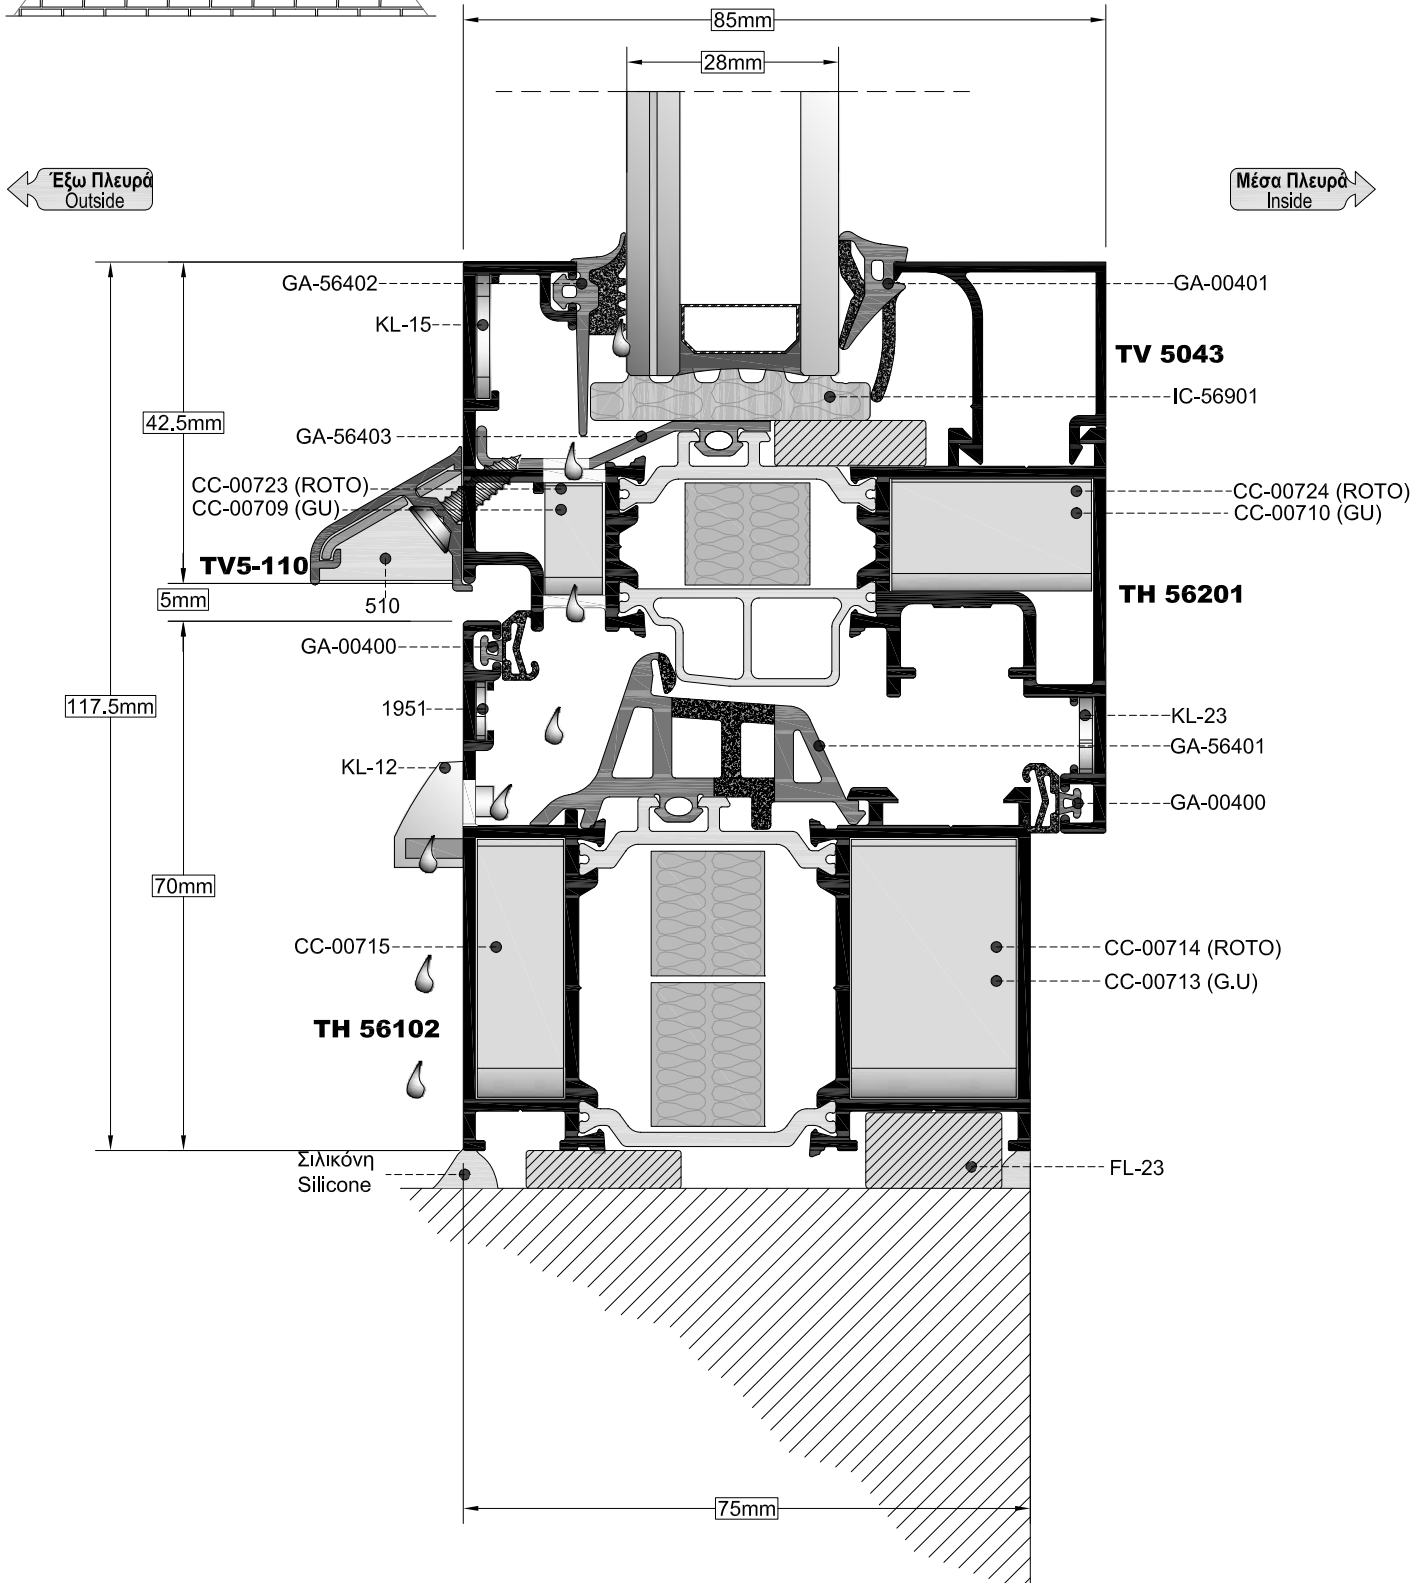 85mm
28mm
Έξω Πλευρά
Outside
Μέσα Πλευρά
Inside
GA-56402
GA-00401
KL-15
TV 5043
IC-56901
42.5mm
GA-56403
CC-00723 (ROTO)
CC-00709 (GU)
CC-00724 (ROTO)
CC-00710 (GU)
TV5-110
5mm
510
TH 56201
GA-00400
117.5mm
1951
KL-23
GA-56401
KL-12
GA-00400
70mm
CC-00715
CC-00714 (ROTO)
CC-00713 (G.U)
TH 56102
Σιλικόνη
Silicone
FL-23
75mm